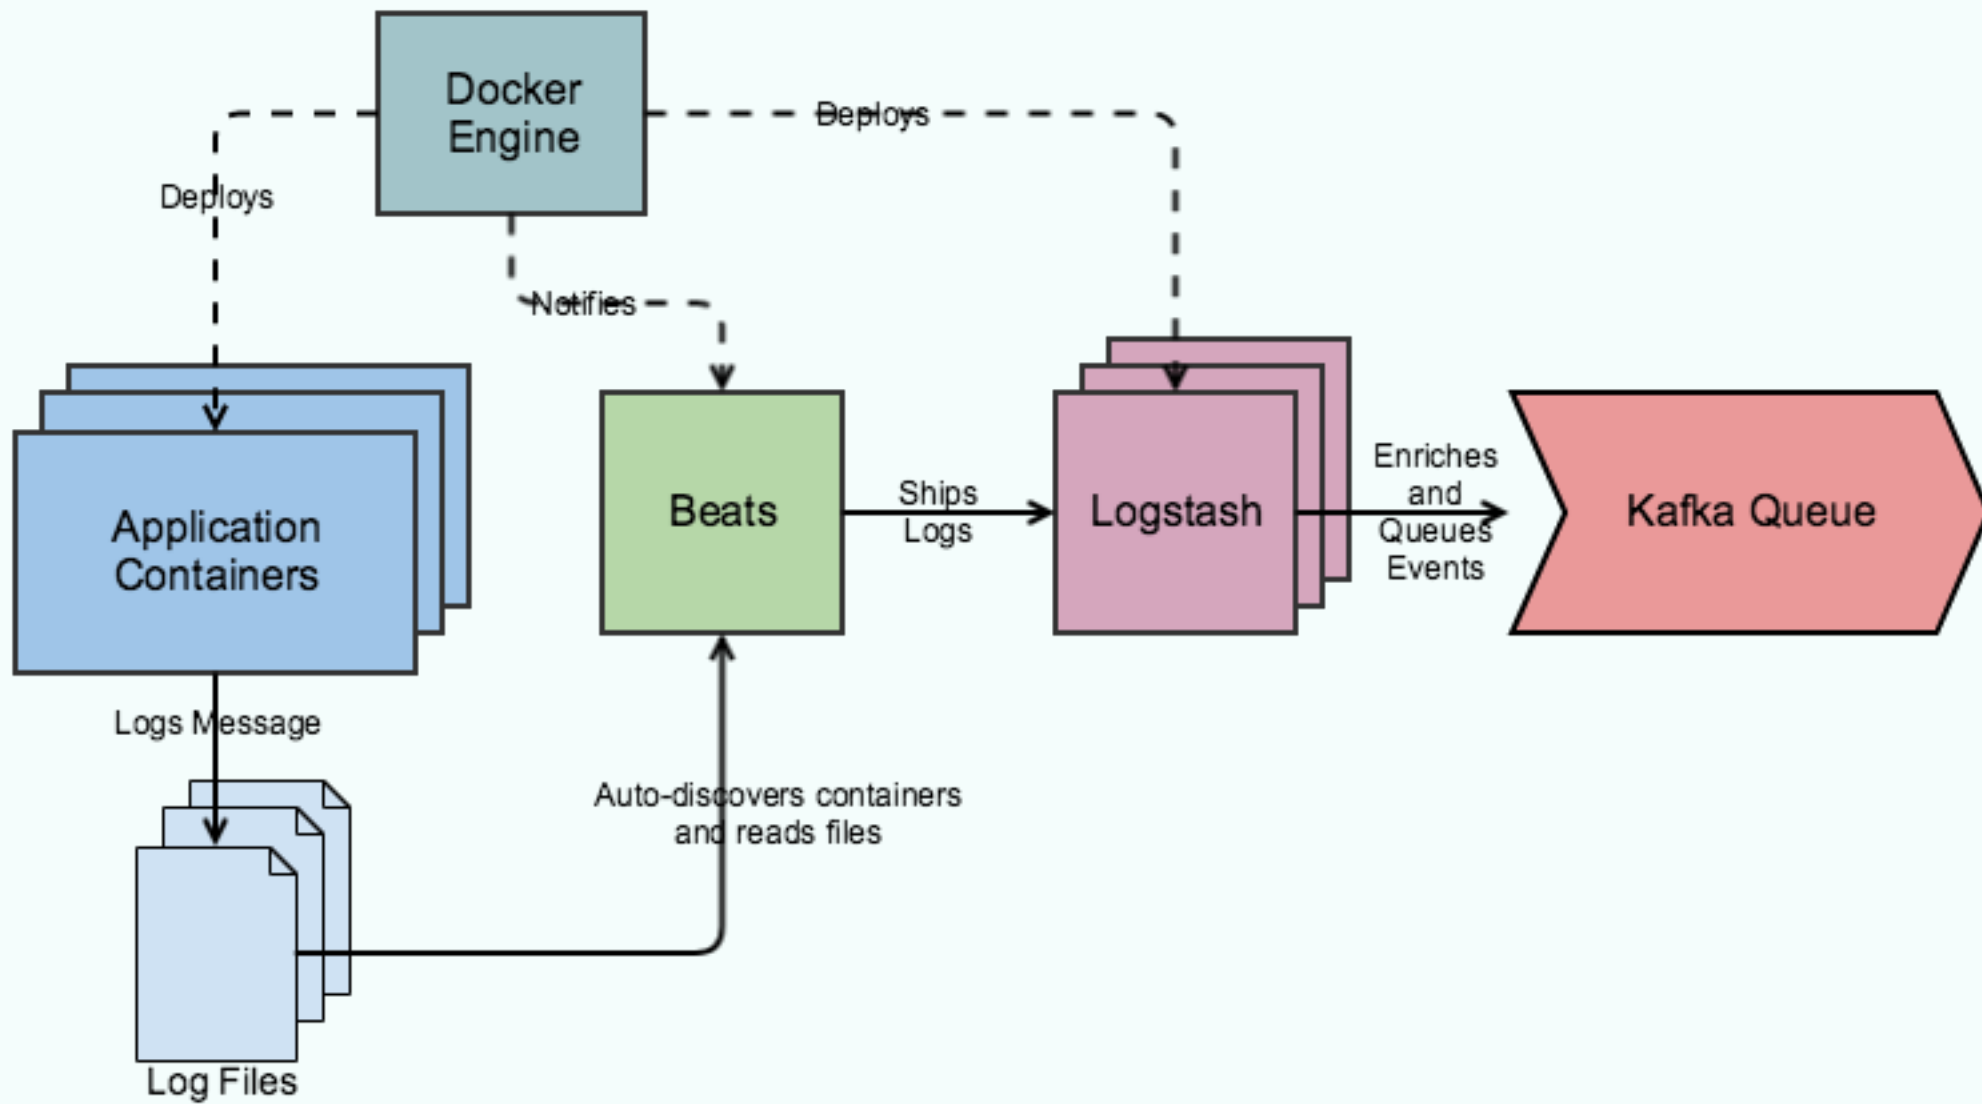 Docker
Engine
Deploys
Deploys
Notifies
Application
Containers
Beats
Ships
Logs
Logstash
Enriches
and
Queues
Events
Kafka Queue
Logs Message
Auto-discovers containers
and reads files
Log Files